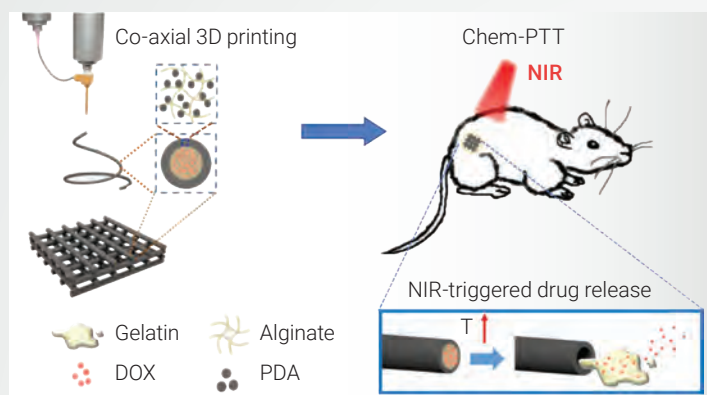 Co-axial 3D printing
Chem-PTT
NIR
NIR-triggered drug release
T
Gelatin
Alginate
DOX
PDA